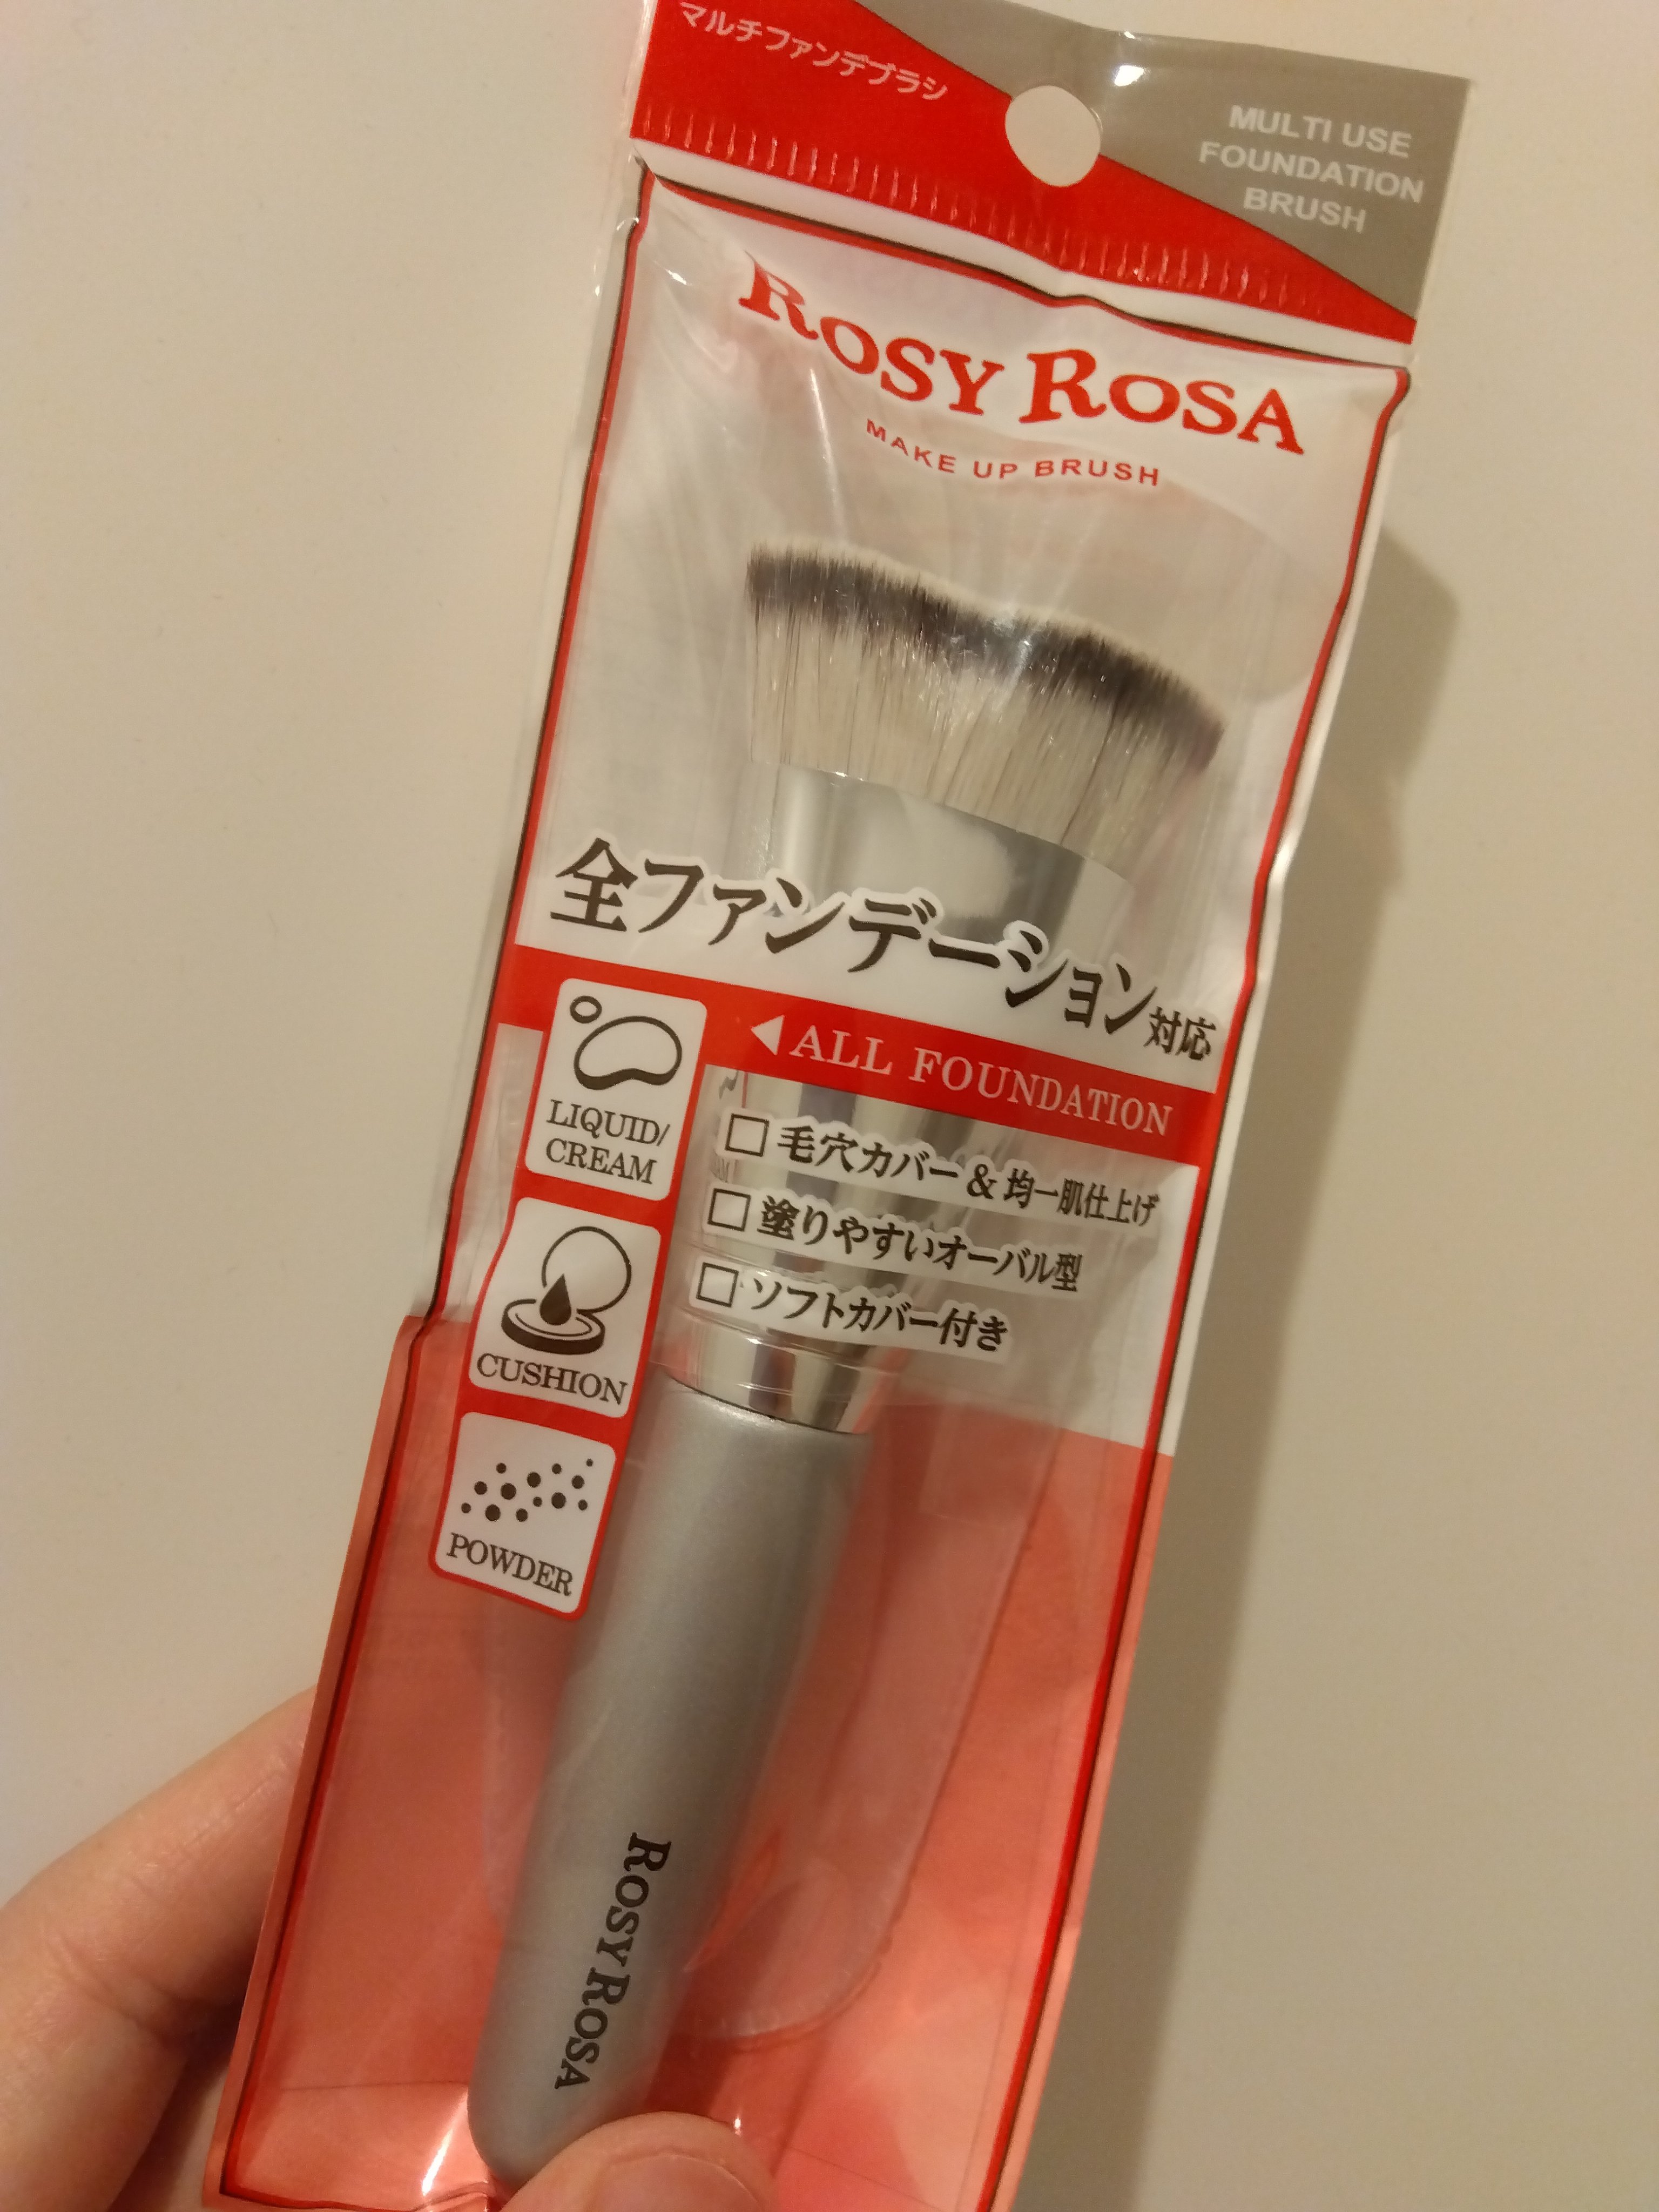 マルチファンデブラシ
MULTI USE
FOUNDATION
BRUSH
ROSY ROSA
MAKE UP BRUSH
全ファンデーション対応
◀ALL FOUNDATION
LIQUID/
CREAM
□ 毛穴カバー & 均一肌仕上げ
□ 塗りやすいオーバル型
□ ソフトカバー付き
CUSHION
POWDER
ROSY ROSA